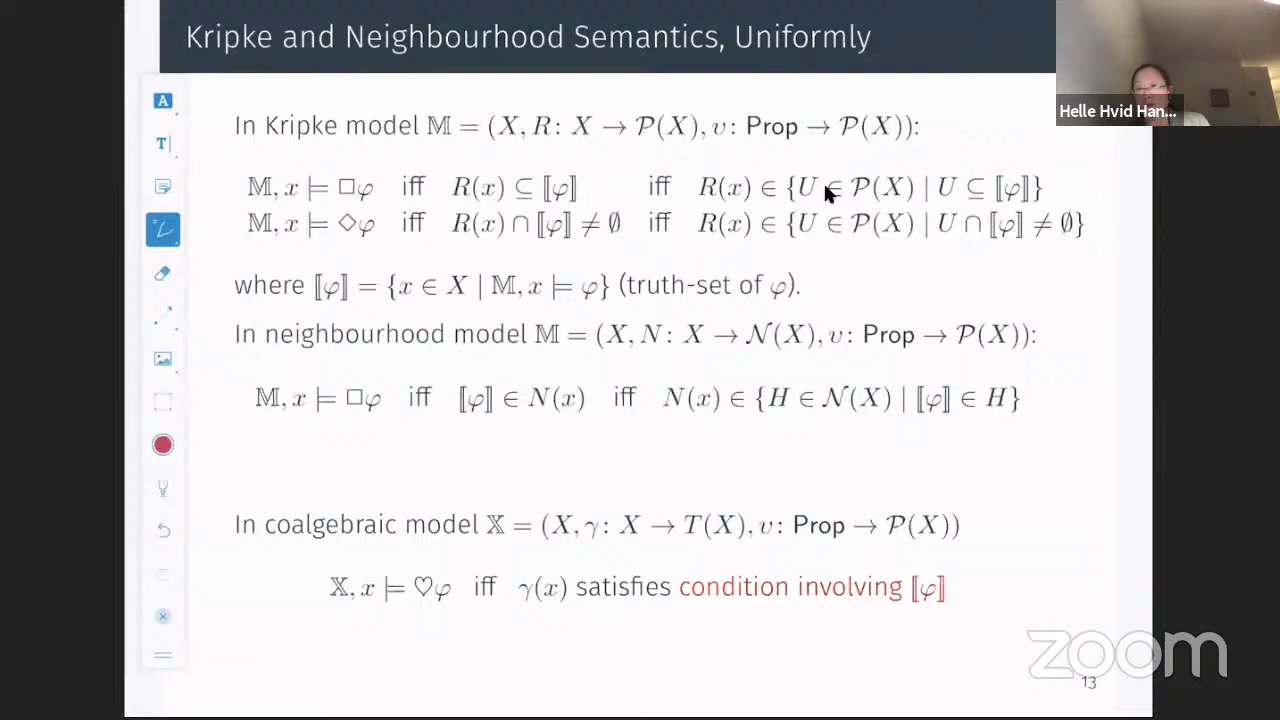 Kripke and Neighbourhood Semantics, Uniformly
Helle Hvid Han...
A
T
In Kripke model 𝕄 = (X, R: X → 𝒫(X), v: Prop → 𝒫(X)):
𝕄, x ⊨ □φ iff R(x) ⊆ ⟦φ⟧ iff R(x) ∈ {U ∈ 𝒫(X) | U ⊆ ⟦φ⟧}
𝕄, x ⊨ ◇φ iff R(x) ∩ ⟦φ⟧ ≠ ∅ iff R(x) ∈ {U ∈ 𝒫(X) | U ∩ ⟦φ⟧ ≠ ∅}
where ⟦φ⟧ = {x ∈ X | 𝕄, x ⊨ φ} (truth-set of φ).
In neighbourhood model 𝕄 = (X, N: X → 𝒩(X), v: Prop → 𝒫(X)):
𝕄, x ⊨ □φ iff ⟦φ⟧ ∈ N(x) iff N(x) ∈ {H ∈ 𝒩(X) | ⟦φ⟧ ∈ H}
In coalgebraic model 𝕏 = (X, γ: X → T(X), v: Prop → 𝒫(X))
𝕏, x ⊨ ♡φ iff γ(x) satisfies condition involving ⟦φ⟧
zoom
13